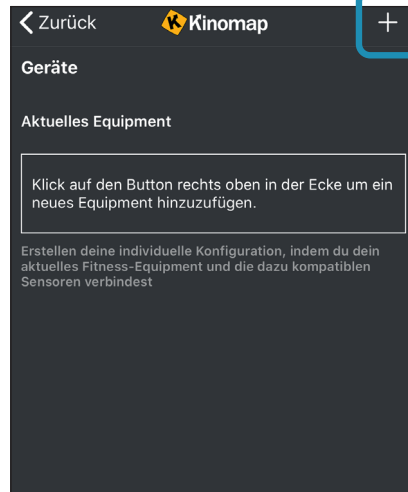 Zurück
Kinomap
Geräte
Aktuelles Equipment
Klick auf den Button rechts oben in der Ecke um ein
neues Equipment hinzuzufügen.
Erstellen deine individuelle Konfiguration, indem du dein
aktuelles Fitness-Equipment und die dazu kompatiblen
Sensoren verbindest